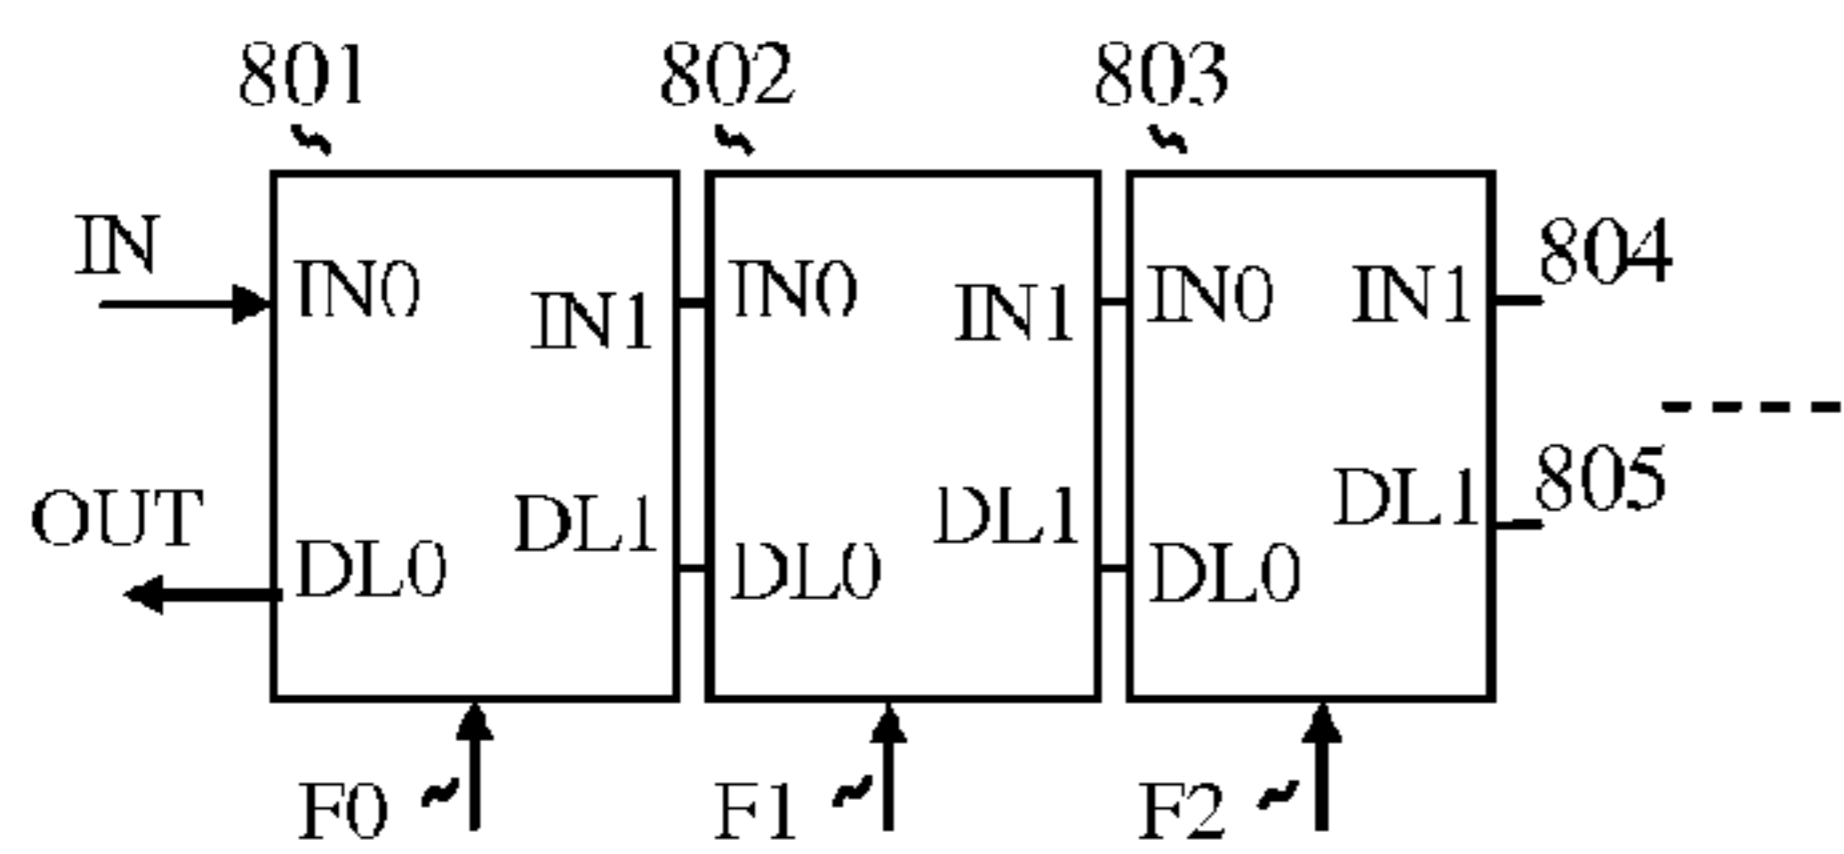 801 802 803
IN IN0 IN1 IN0 IN1 IN0 IN1 804
OUT DL0 DL1 DL0 DL1 DL0 DL1 805
F0 F1 F2